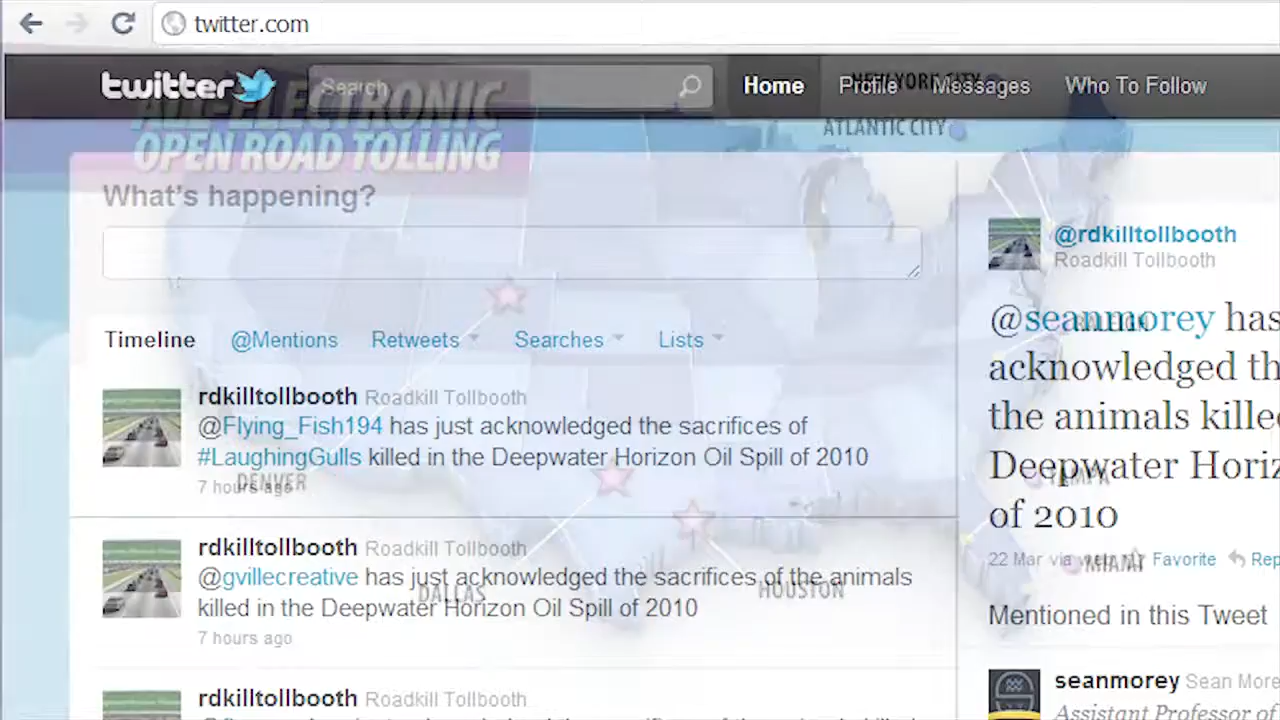 twitter.com
twitter
Search
Home
Profile
Messages
Who To Follow
NEW YORK CITY
ALL-ELECTRONIC
OPEN ROAD TOLLING
ATLANTIC CITY
What's happening?
Timeline
@Mentions
Retweets
Searches
Lists
rdkilltollbooth Roadkill Tollbooth
@Flying_Fish194 has just acknowledged the sacrifices of
#LaughingGulls killed in the Deepwater Horizon Oil Spill of 2010
7 hours ago
DENVER
rdkilltollbooth Roadkill Tollbooth
@gvillecreative has just acknowledged the sacrifices of the animals
killed in the Deepwater Horizon Oil Spill of 2010
7 hours ago
DALLAS
HOUSTON
rdkilltollbooth Roadkill Tollbooth
@rdkilltollbooth
Roadkill Tollbooth
@seanmorey has
acknowledged th
the animals kille
Deepwater Horiz
of 2010
TAMPA
22 Mar via web
Favorite
Rep
MIAMI
Mentioned in this Tweet
seanmorey Sean More
Assistant Professor of